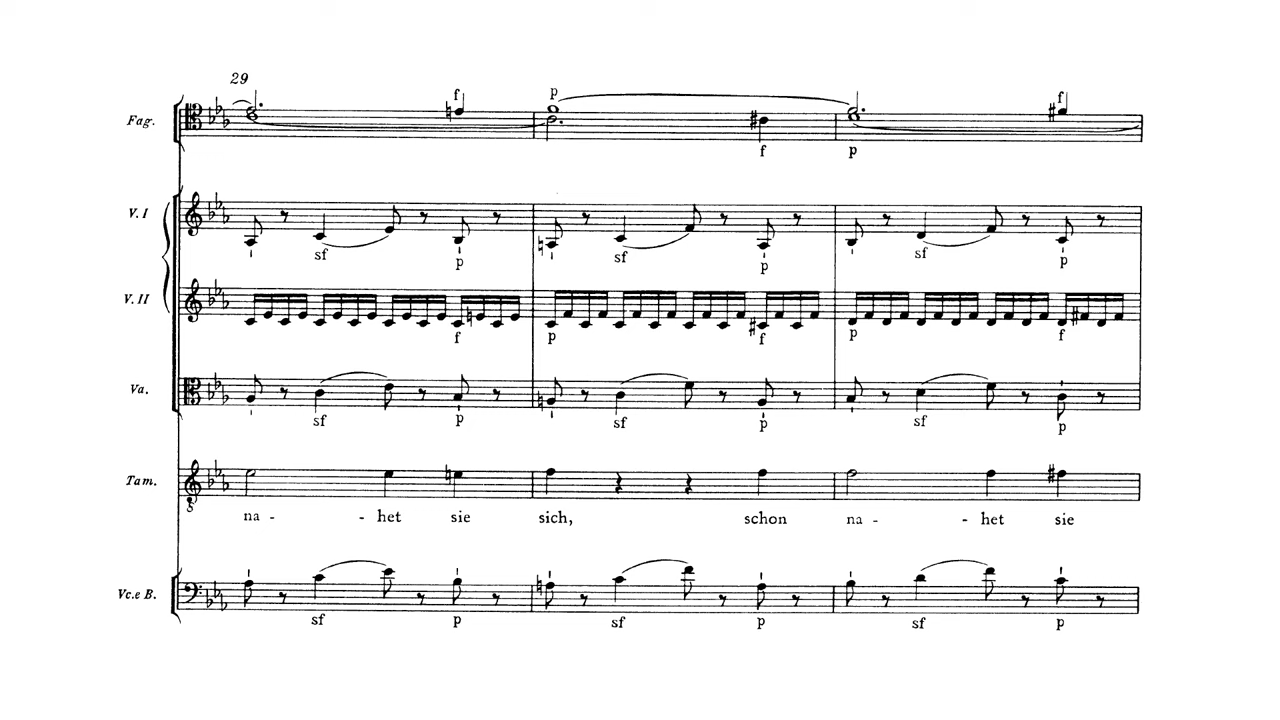 29
f p f
Fag.
f p
V. I
sf p sf p sf p
V. II
f p f p f
Va.
sf p sf p sf p
Tam.
8
na - - het sie sich, schon na - - het sie
Vc.e B.
sf p sf p sf p